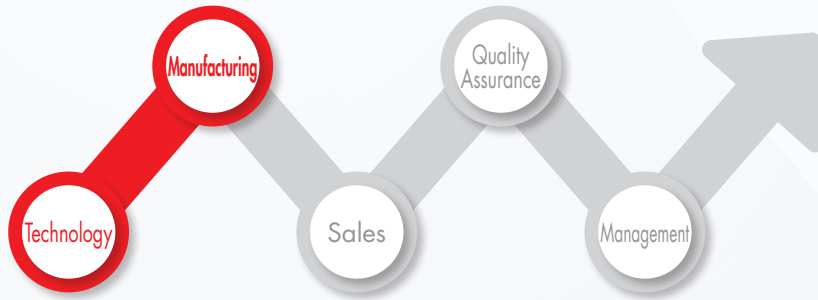 Technology
Manufacturing
Sales
Quality
Assurance
Management